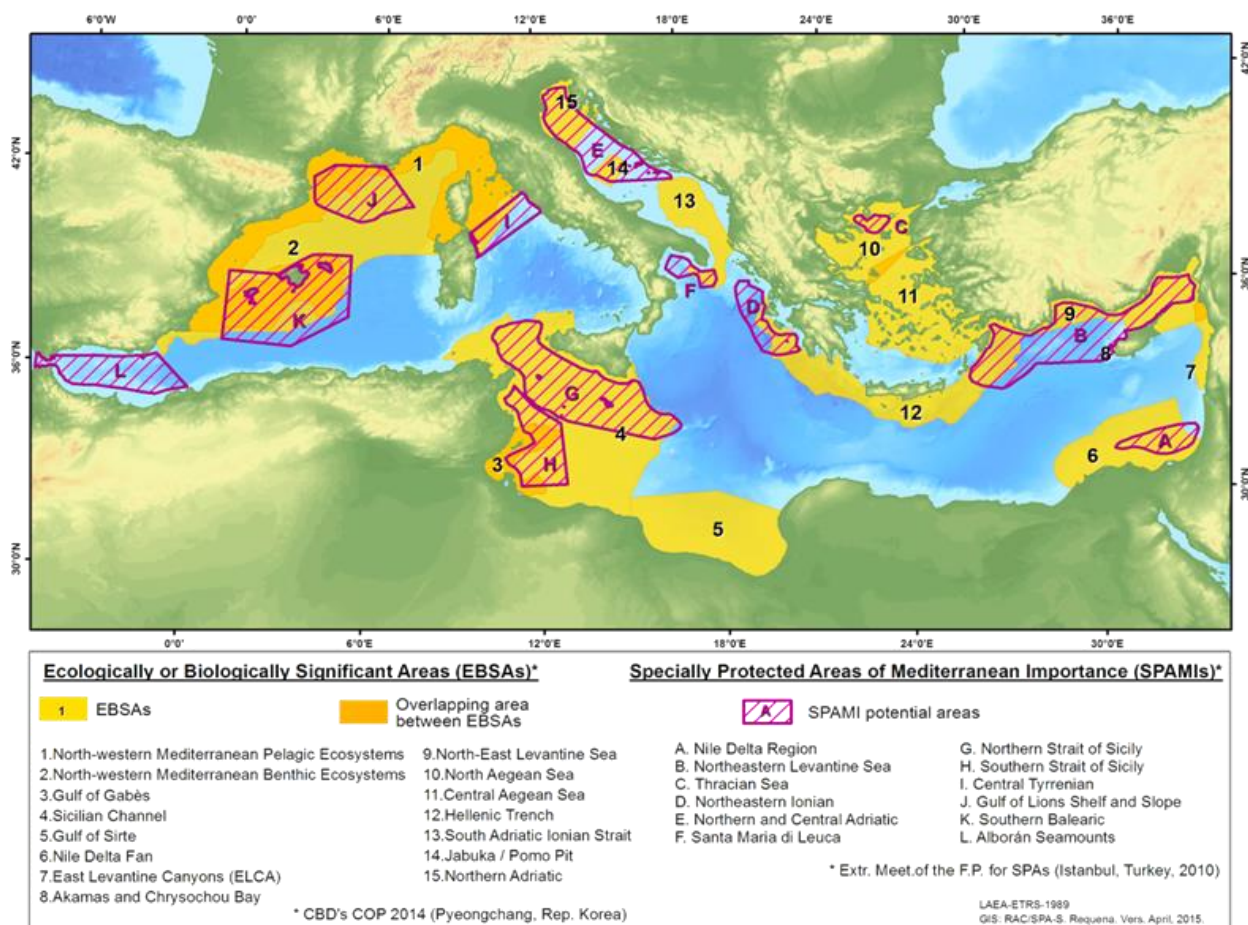 6°0'W 0°0' 6°0'E 12°0'E 18°0'E 24°0'E 30°0'E 36°0'E
42°0'N
42°0'N
36°0'N
36°0'N
30°0'N
30°0'N
15
1
E
14
J
I
13
C
2
10
F
11
D
9
K
B
8
L
7
G
12
4
A
3
H
6
5
0°0' 6°0'E 12°0'E 18°0'E 24°0'E 30°0'E
Ecologically or Biologically Significant Areas (EBSAs)*
1 EBSAs
Overlapping area
between EBSAs
1.North-western Mediterranean Pelagic Ecosystems
2.North-western Mediterranean Benthic Ecosystems
3.Gulf of Gabès
4.Sicilian Channel
5.Gulf of Sirte
6.Nile Delta Fan
7.East Levantine Canyons (ELCA)
8.Akamas and Chrysochou Bay
9.North-East Levantine Sea
10.North Aegean Sea
11.Central Aegean Sea
12.Hellenic Trench
13.South Adriatic Ionian Strait
14.Jabuka / Pomo Pit
15.Northern Adriatic
* CBD's COP 2014 (Pyeongchang, Rep. Korea)
Specially Protected Areas of Mediterranean Importance (SPAMIs)*
A SPAMI potential areas
A. Nile Delta Region
B. Northeastern Levantine Sea
C. Thracian Sea
D. Northeastern Ionian
E. Northern and Central Adriatic
F. Santa Maria di Leuca
G. Northern Strait of Sicily
H. Southern Strait of Sicily
I. Central Tyrrenian
J. Gulf of Lions Shelf and Slope
K. Southern Balearic
L. Alborán Seamounts
* Extr. Meet.of the F.P. for SPAs (Istanbul, Turkey, 2010)
LAEA-ETRS-1989
GIS: RAC/SPA-S. Requena. Vers. April, 2015.